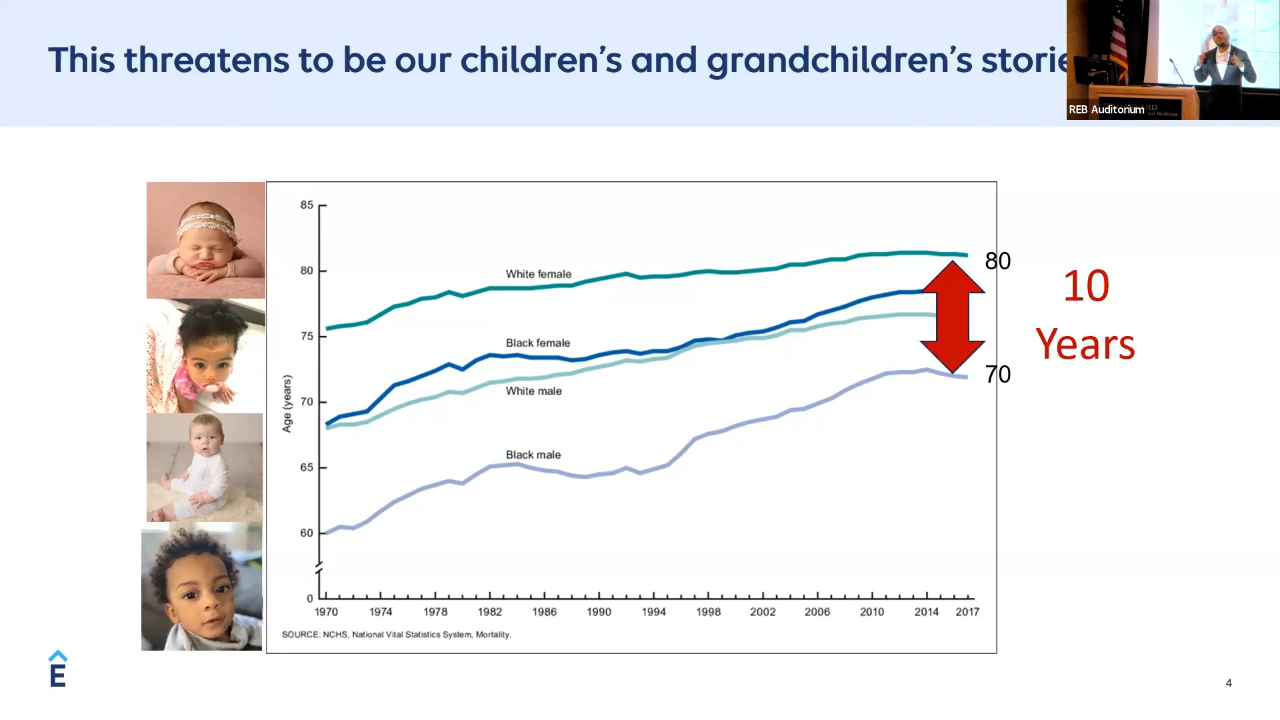 This threatens to be our children's and grandchildren's storie
REB Auditorium
85
80
75
70
65
60
0
Age (years)
White female
Black female
White male
Black male
1970 1974 1978 1982 1986 1990 1994 1998 2002 2006 2010 2014 2017
SOURCE: NCHS, National Vital Statistics System, Mortality.
80
70
10
Years
Ê
4